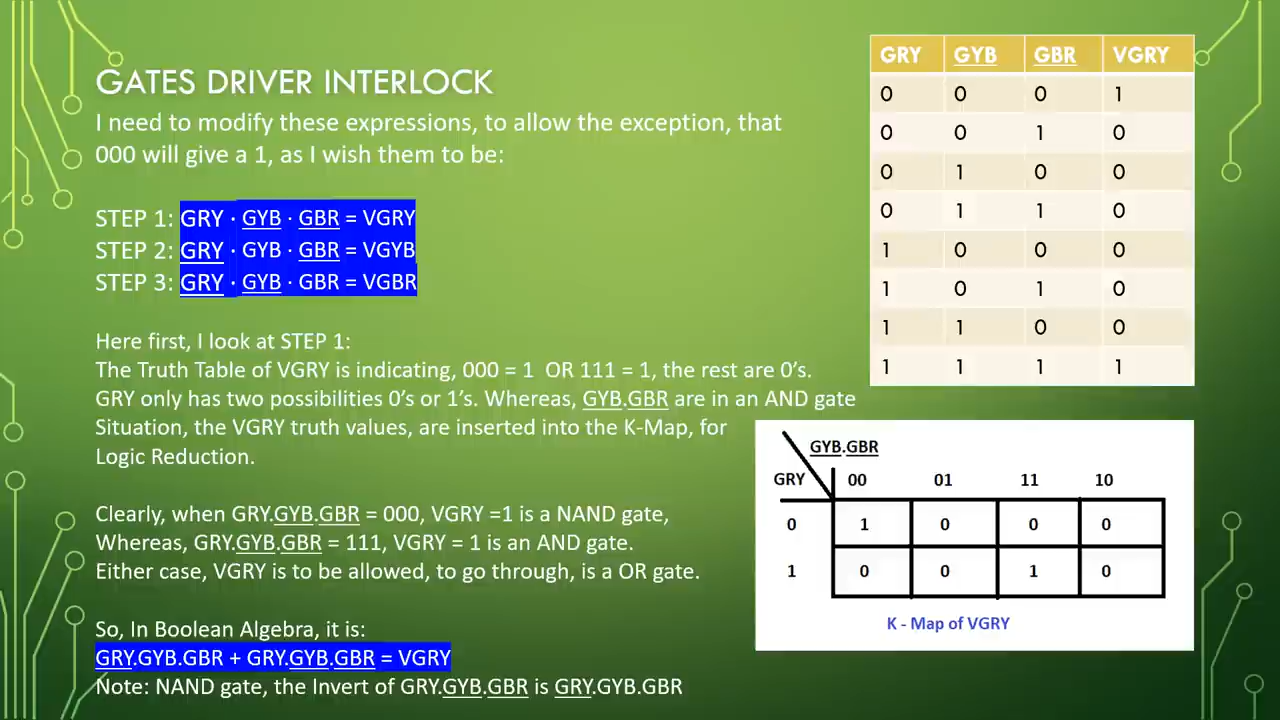 GATES DRIVER INTERLOCK
I need to modify these expressions, to allow the exception, that
000 will give a 1, as I wish them to be:
STEP 1: GRY · GYB · GBR = VGRY
STEP 2: GRY · GYB · GBR = VGYB
STEP 3: GRY · GYB · GBR = VGBR
Here first, I look at STEP 1:
The Truth Table of VGRY is indicating, 000 = 1 OR 111 = 1, the rest are 0's.
GRY only has two possibilities 0's or 1's. Whereas, GYB.GBR are in an AND gate
Situation, the VGRY truth values, are inserted into the K-Map, for
Logic Reduction.
Clearly, when GRY.GYB.GBR = 000, VGRY =1 is a NAND gate,
Whereas, GRY.GYB.GBR = 111, VGRY = 1 is an AND gate.
Either case, VGRY is to be allowed, to go through, is a OR gate.
So, In Boolean Algebra, it is:
GRY.GYB.GBR + GRY.GYB.GBR = VGRY
Note: NAND gate, the Invert of GRY.GYB.GBR is GRY.GYB.GBR
GRY GYB GBR VGRY
0 0 0 1
0 0 1 0
0 1 0 0
0 1 1 0
1 0 0 0
1 0 1 0
1 1 0 0
1 1 1 1
GYB.GBR
GRY 00 01 11 10
0 1 0 0 0
1 0 0 1 0
K - Map of VGRY